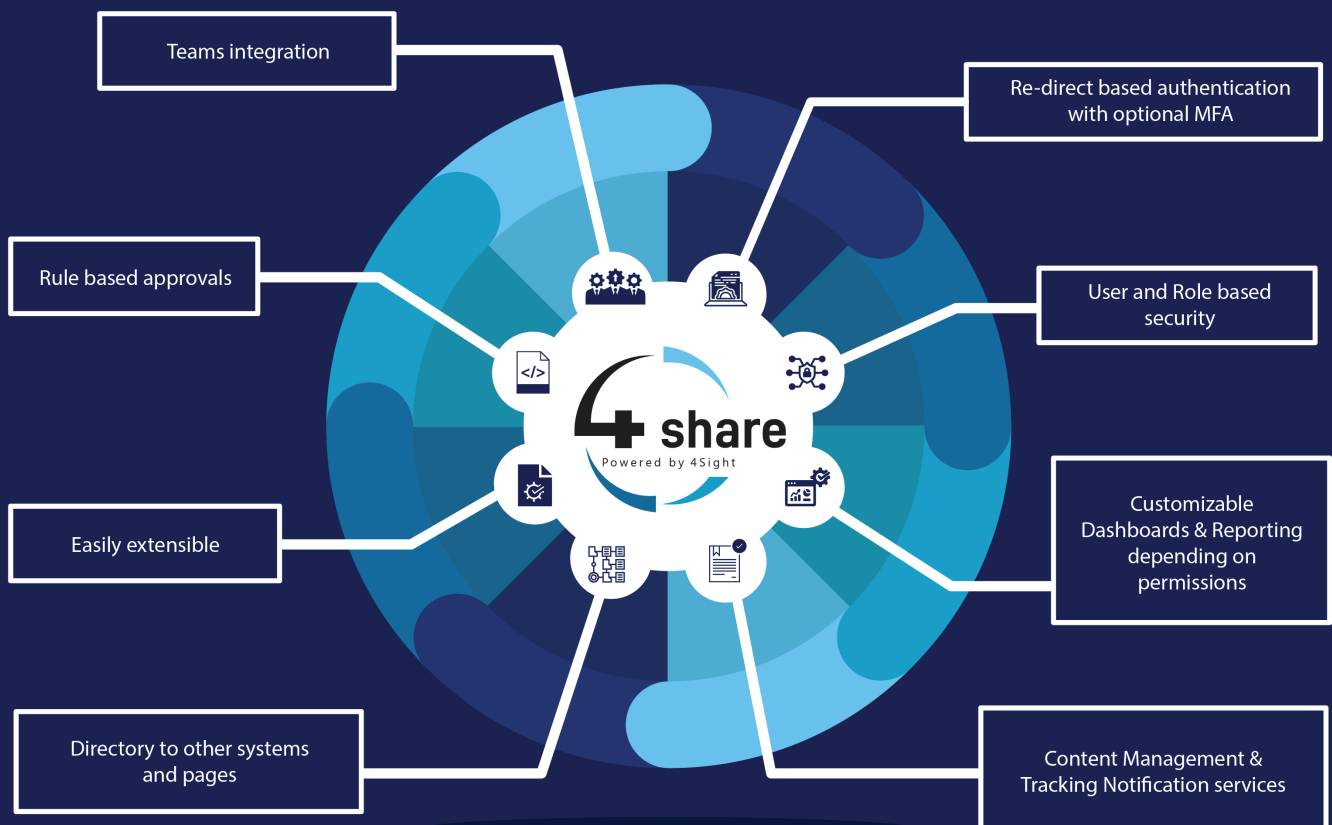 Teams integration
Re-direct based authentication
with optional MFA
Rule based approvals
User and Role based
security
</>
4 share
Powered by 4Sight
Easily extensible
Customizable
Dashboards & Reporting
depending on
permissions
Directory to other systems
and pages
Content Management &
Tracking Notification services